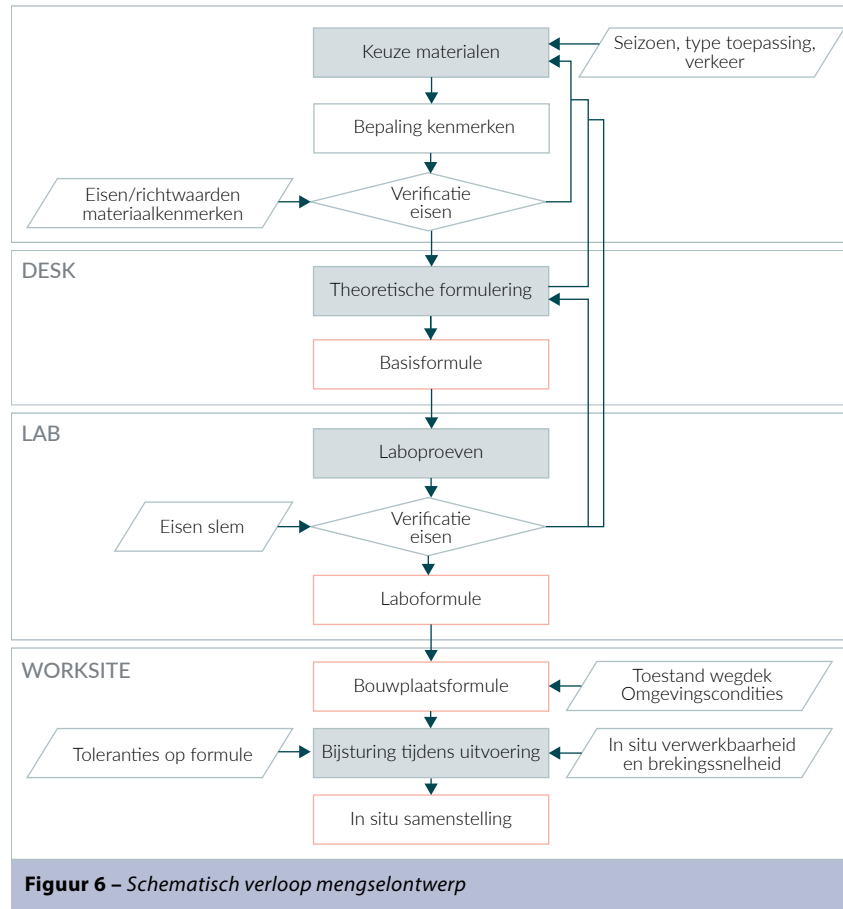 Keuze materialen
Seizoen, type toepassing,
verkeer
Bepaling kenmerken
Eisen/richtwaarden
materiaalkenmerken
Verificatie
eisen
DESK
Theoretische formulering
Basisformule
LAB
Laboproeven
Eisen slem
Verificatie
eisen
Laboformule
WORKSITE
Bouwplaatsformule
Toestand wegdek
Omgevingscondities
Toleranties op formule
Bijsturing tijdens uitvoering
In situ verwerkbaarheid
en brekingssnelheid
In situ samenstelling
Figuur 6 – Schematisch verloop mengselontwerp